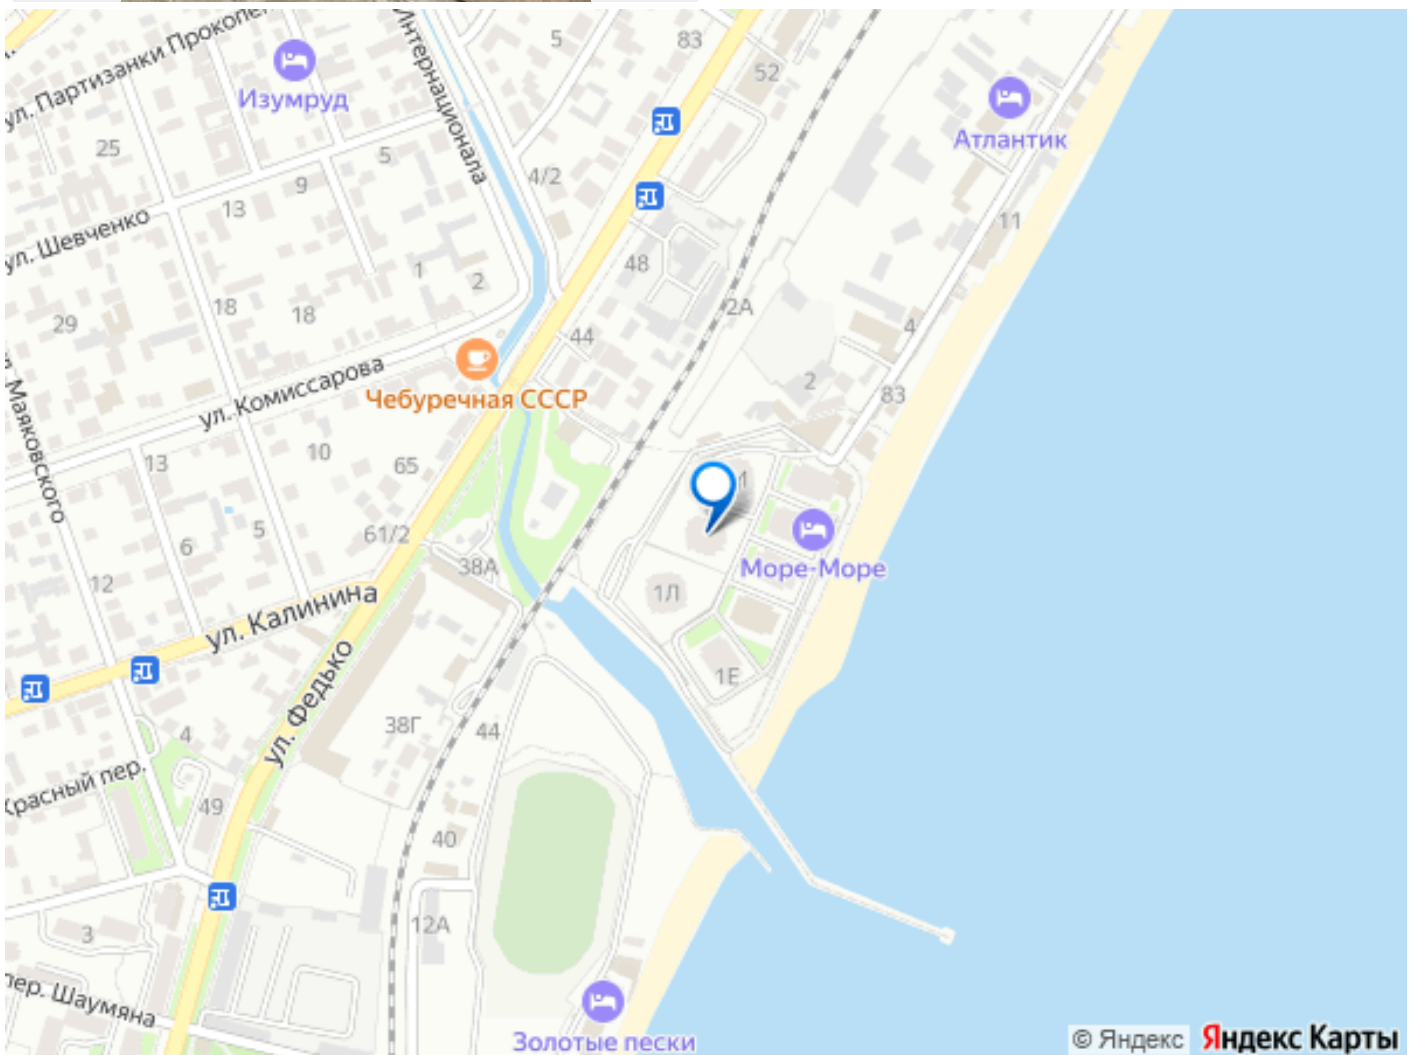 ул. Партизанки Прокопе
Интернационала
5
83
52
Изумруд
Атлантик
25
5
4/2
9
13
11
ул. Шевченко
48
1
2
2А
18
18
29
44
4
Чебуречная СССР
ул. Комиссарова
2
83
Маяковского
10
13
65
5
61/2
6
38А
Море-Море
12
1Л
ул. Калинина
1Е
ул. Федько
38Г
44
4
Красный пер.
49
40
12А
3
пер. Шаумяна
Золотые пески
© Яндекс
Яндекс Карты